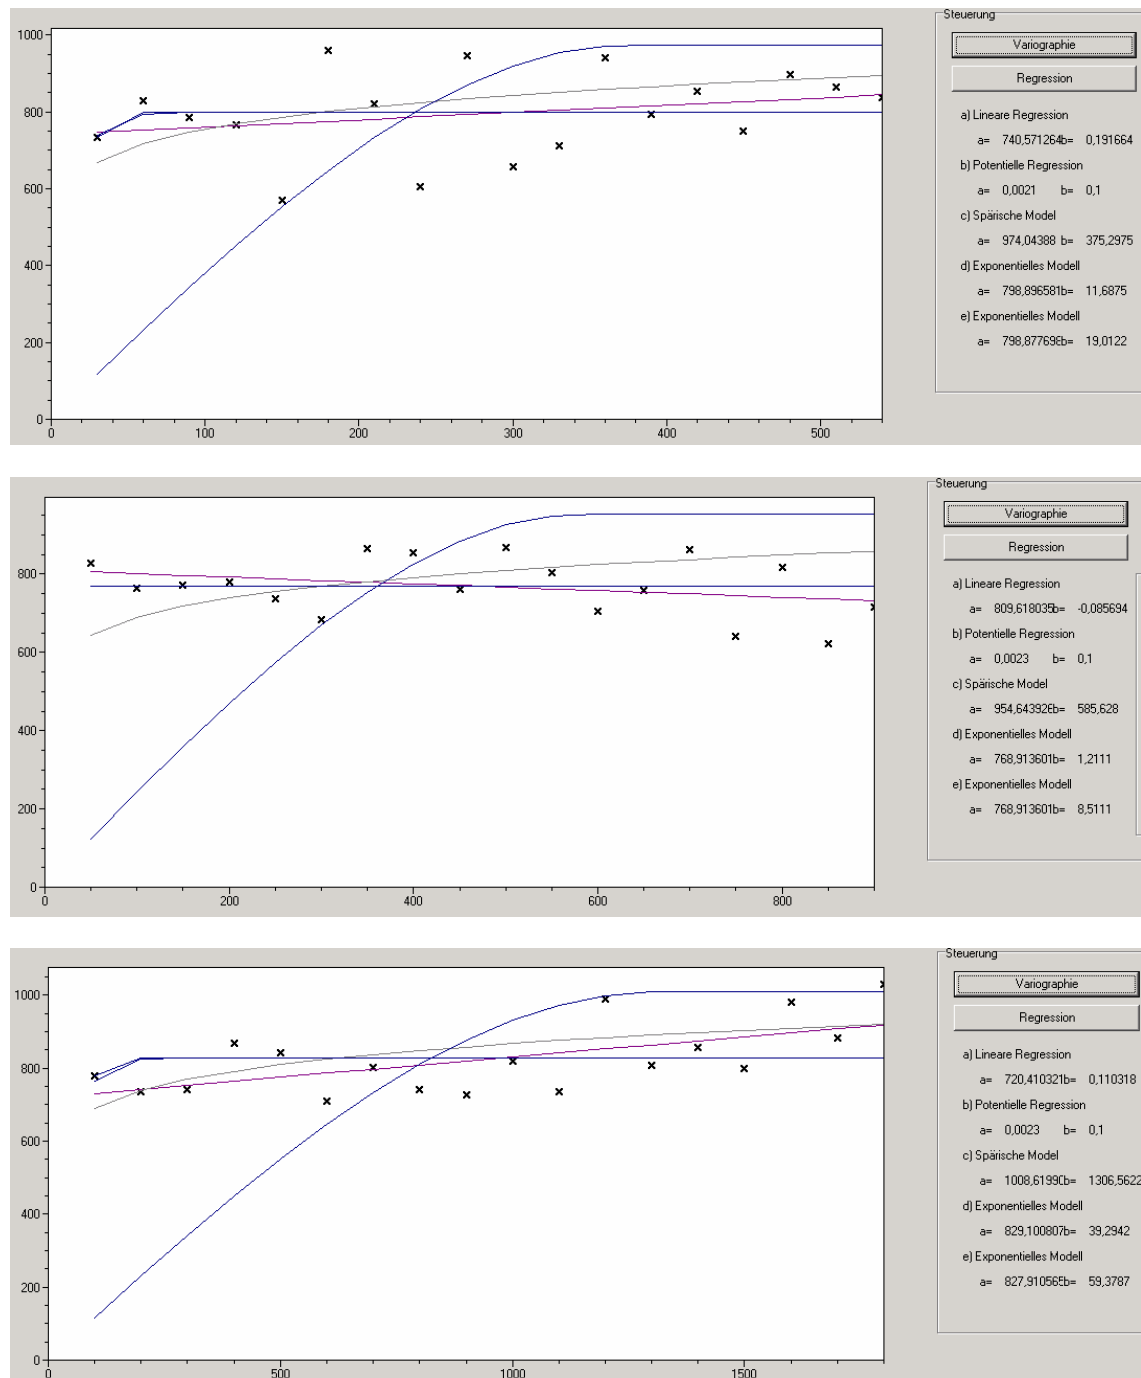 Steuerung
Variographie
Regression
a) Lineare Regression
a= 740,571264b= 0,191664
b) Potentielle Regression
a= 0,0021 b= 0,1
c) Spärische Model
a= 974,04388 b= 375,2975
d) Exponentielles Modell
a= 798,896581b= 11,6875
e) Exponentielles Modell
a= 798,877698b= 19,0122
1000
800
600
400
200
0
0 100 200 300 400 500
Steuerung
Variographie
Regression
a) Lineare Regression
a= 809,618035b= -0,085694
b) Potentielle Regression
a= 0,0023 b= 0,1
c) Spärische Model
a= 954,643926b= 585,628
d) Exponentielles Modell
a= 768,913601b= 1,2111
e) Exponentielles Modell
a= 768,913601b= 8,5111
800
600
400
200
0
0 200 400 600 800
Steuerung
Variographie
Regression
a) Lineare Regression
a= 720,410321b= 0,110318
b) Potentielle Regression
a= 0,0023 b= 0,1
c) Spärische Model
a= 1008,6199 b= 1306,5622
d) Exponentielles Modell
a= 829,100807b= 39,2942
e) Exponentielles Modell
a= 827,910565b= 59,3787
1000
800
600
400
200
0
0 500 1000 1500